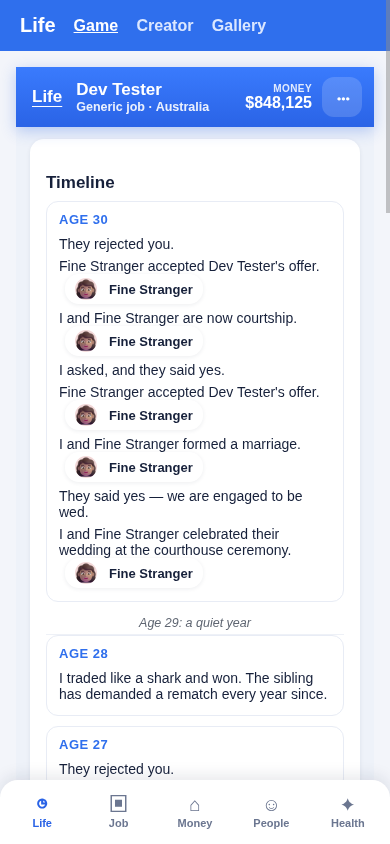 Life Game Creator Gallery
Life Dev Tester MONEY
Generic job · Australia $848,125
Timeline
AGE 30
They rejected you.
Fine Stranger accepted Dev Tester's offer.
Fine Stranger
I and Fine Stranger are now courtship.
Fine Stranger
I asked, and they said yes.
Fine Stranger accepted Dev Tester's offer.
Fine Stranger
I and Fine Stranger formed a marriage.
Fine Stranger
They said yes — we are engaged to be
wed.
I and Fine Stranger celebrated their
wedding at the courthouse ceremony.
Fine Stranger
Age 29: a quiet year
AGE 28
I traded like a shark and won. The sibling
has demanded a rematch every year since.
AGE 27
They rejected you.
Life Job Money People Health